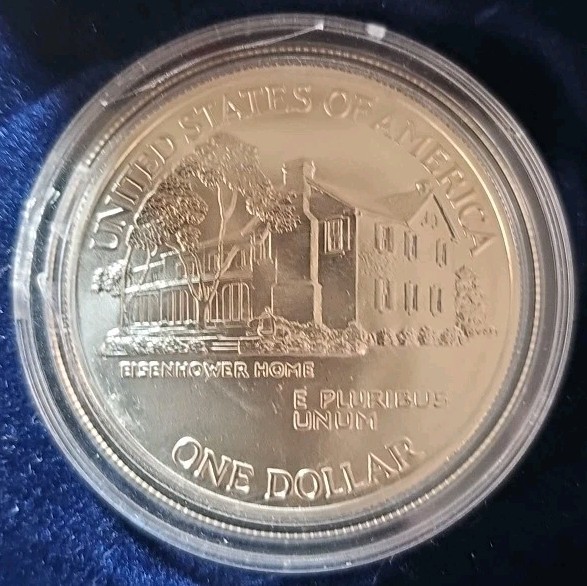 UNITED STATES OF AMERICA
EISENHOWER HOME
E PLURIBUS
UNUM
ONE DOLLAR